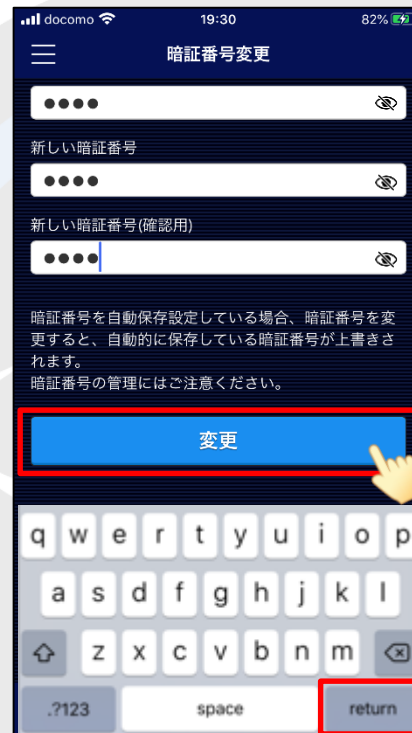 docomo 19:30 82%
暗証番号変更
●●●●
新しい暗証番号
●●●●
新しい暗証番号(確認用)
●●●●
暗証番号を自動保存設定している場合、暗証番号を変
更すると、自動的に保存している暗証番号が上書きさ
れます。
暗証番号の管理にはご注意ください。
変更
q w e r t y u i o p
a s d f g h j k l
z x c v b n m
.?123 space return